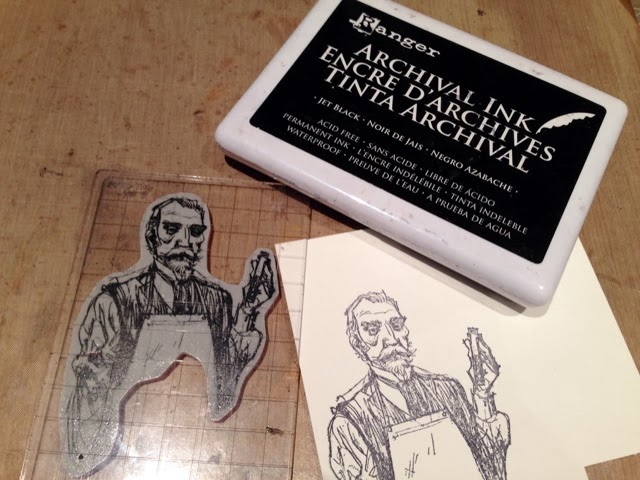 Ranger
ARCHIVAL INK
ENCRE D'ARCHIVES
TINTA ARCHIVAL
· JET BLACK · NOIR DE JAIS · NEGRO AZABACHE ·
ACID FREE · SANS ACIDE · LIBRE DE ÁCIDO
PERMANENT INK · L'ENCRE INDÉLÉBILE · TINTA INDELEBLE
WATERPROOF · PREUVE DE L'EAU · A PRUEBA DE AGUA